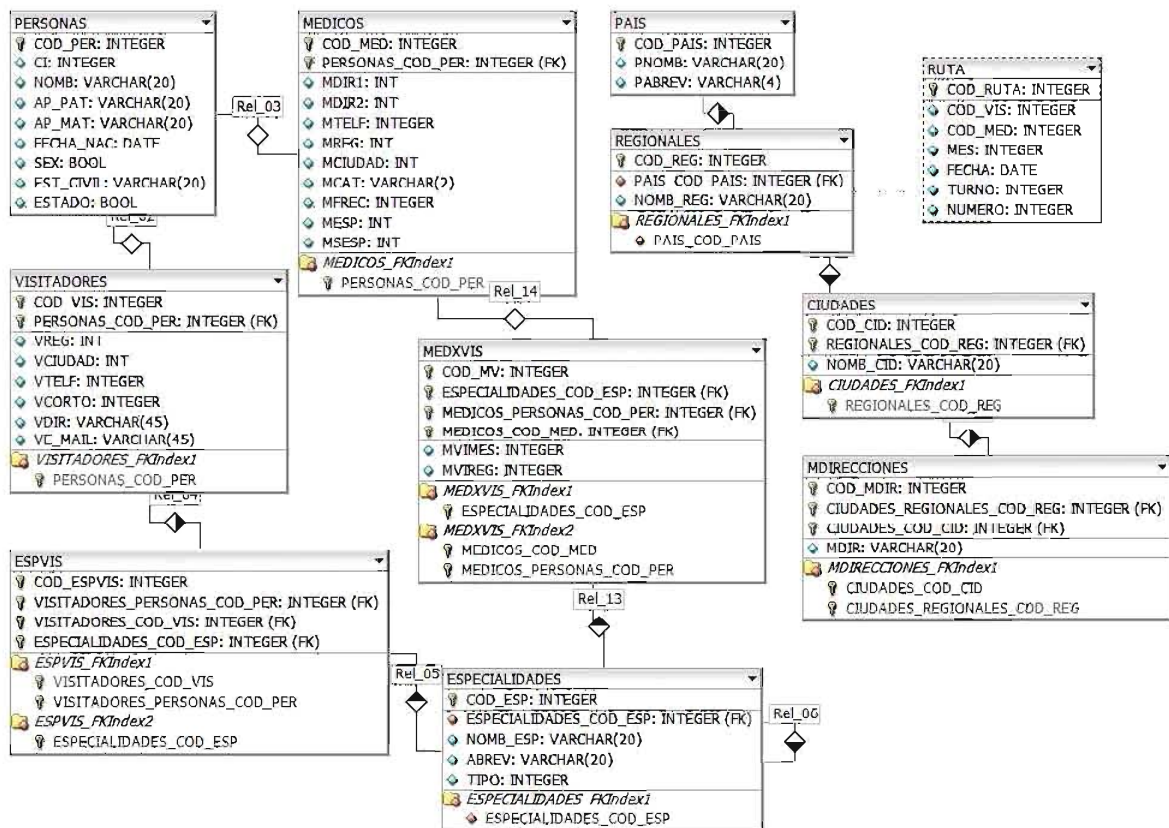 PERSONAS
COD_PER: INTEGER
CI: INTEGER
NOMB: VARCHAR(20)
AP_PAT: VARCHAR(20)
AP_MAT: VARCHAR(20)
FECHA_NAC: DATE
SEX: BOOL
EST_CIVIL: VARCHAR(20)
ESTADO: BOOL
Rel_03
MEDICOS
COD_MED: INTEGER
PERSONAS_COD_PER: INTEGER (FK)
MDIR1: INT
MDIR2: INT
MTELF: INTEGER
MREG: INT
MCIUDAD: INT
MCAT: VARCHAR(2)
MFREC: INTEGER
MESP: INT
MSESP: INT
MEDICOS_FKIndex1
PERSONAS_COD_PER
Rel_14
PAIS
COD_PAIS: INTEGER
PNOMB: VARCHAR(20)
PABREV: VARCHAR(4)
REGIONALES
COD_REG: INTEGER
PAIS_COD_PAIS: INTEGER (FK)
NOMB_REG: VARCHAR(20)
REGIONALES_FKIndex1
PAIS_COD_PAIS
RUTA
COD_RUTA: INTEGER
COD_VIS: INTEGER
COD_MED: INTEGER
MES: INTEGER
FECHA: DATE
TURNO: INTEGER
NUMERO: INTEGER
Rel_02
VISITADORES
COD_VIS: INTEGER
PERSONAS_COD_PER: INTEGER (FK)
VREG: INT
VCIUDAD: INT
VTELF: INTEGER
VCORTO: INTEGER
VDIR: VARCHAR(45)
VE_MAIL: VARCHAR(45)
VISITADORES_FKIndex1
PERSONAS_COD_PER
Rel_04
MEDXVIS
COD_MV: INTEGER
ESPECIALIDADES_COD_ESP: INTEGER (FK)
MEDICOS_PERSONAS_COD_PER: INTEGER (FK)
MEDICOS_COD_MED: INTEGER (FK)
MVIMES: INTEGER
MVIREG: INTEGER
MEDXVIS_FKIndex1
ESPECIALIDADES_COD_ESP
MEDXVIS_FKIndex2
MEDICOS_COD_MED
MEDICOS_PERSONAS_COD_PER
Rel_13
CIUDADES
COD_CID: INTEGER
REGIONALES_COD_REG: INTEGER (FK)
NOMB_CID: VARCHAR(20)
CIUDADES_FKIndex1
REGIONALES_COD_REG
MDIRECCIONES
COD_MDIR: INTEGER
CIUDADES_REGIONALES_COD_REG: INTEGER (FK)
CIUDADES_COD_CID: INTEGER (FK)
MDIR: VARCHAR(20)
MDIRECCIONES_FKIndex1
CIUDADES_COD_CID
CIUDADES_REGIONALES_COD_REG
ESPVIS
COD_ESPVIS: INTEGER
VISITADORES_PERSONAS_COD_PER: INTEGER (FK)
VISITADORES_COD_VIS: INTEGER (FK)
ESPECIALIDADES_COD_ESP: INTEGER (FK)
ESPVIS_FKIndex1
VISITADORES_COD_VIS
VISITADORES_PERSONAS_COD_PER
ESPVIS_FKIndex2
ESPECIALIDADES_COD_ESP
Rel_05
ESPECIALIDADES
COD_ESP: INTEGER
ESPECIALIDADES_COD_ESP: INTEGER (FK)
NOMB_ESP: VARCHAR(20)
ABREV: VARCHAR(20)
TIPO: INTEGER
ESPECIALIDADES_FKIndex1
ESPECIALIDADES_COD_ESP
Rel_06